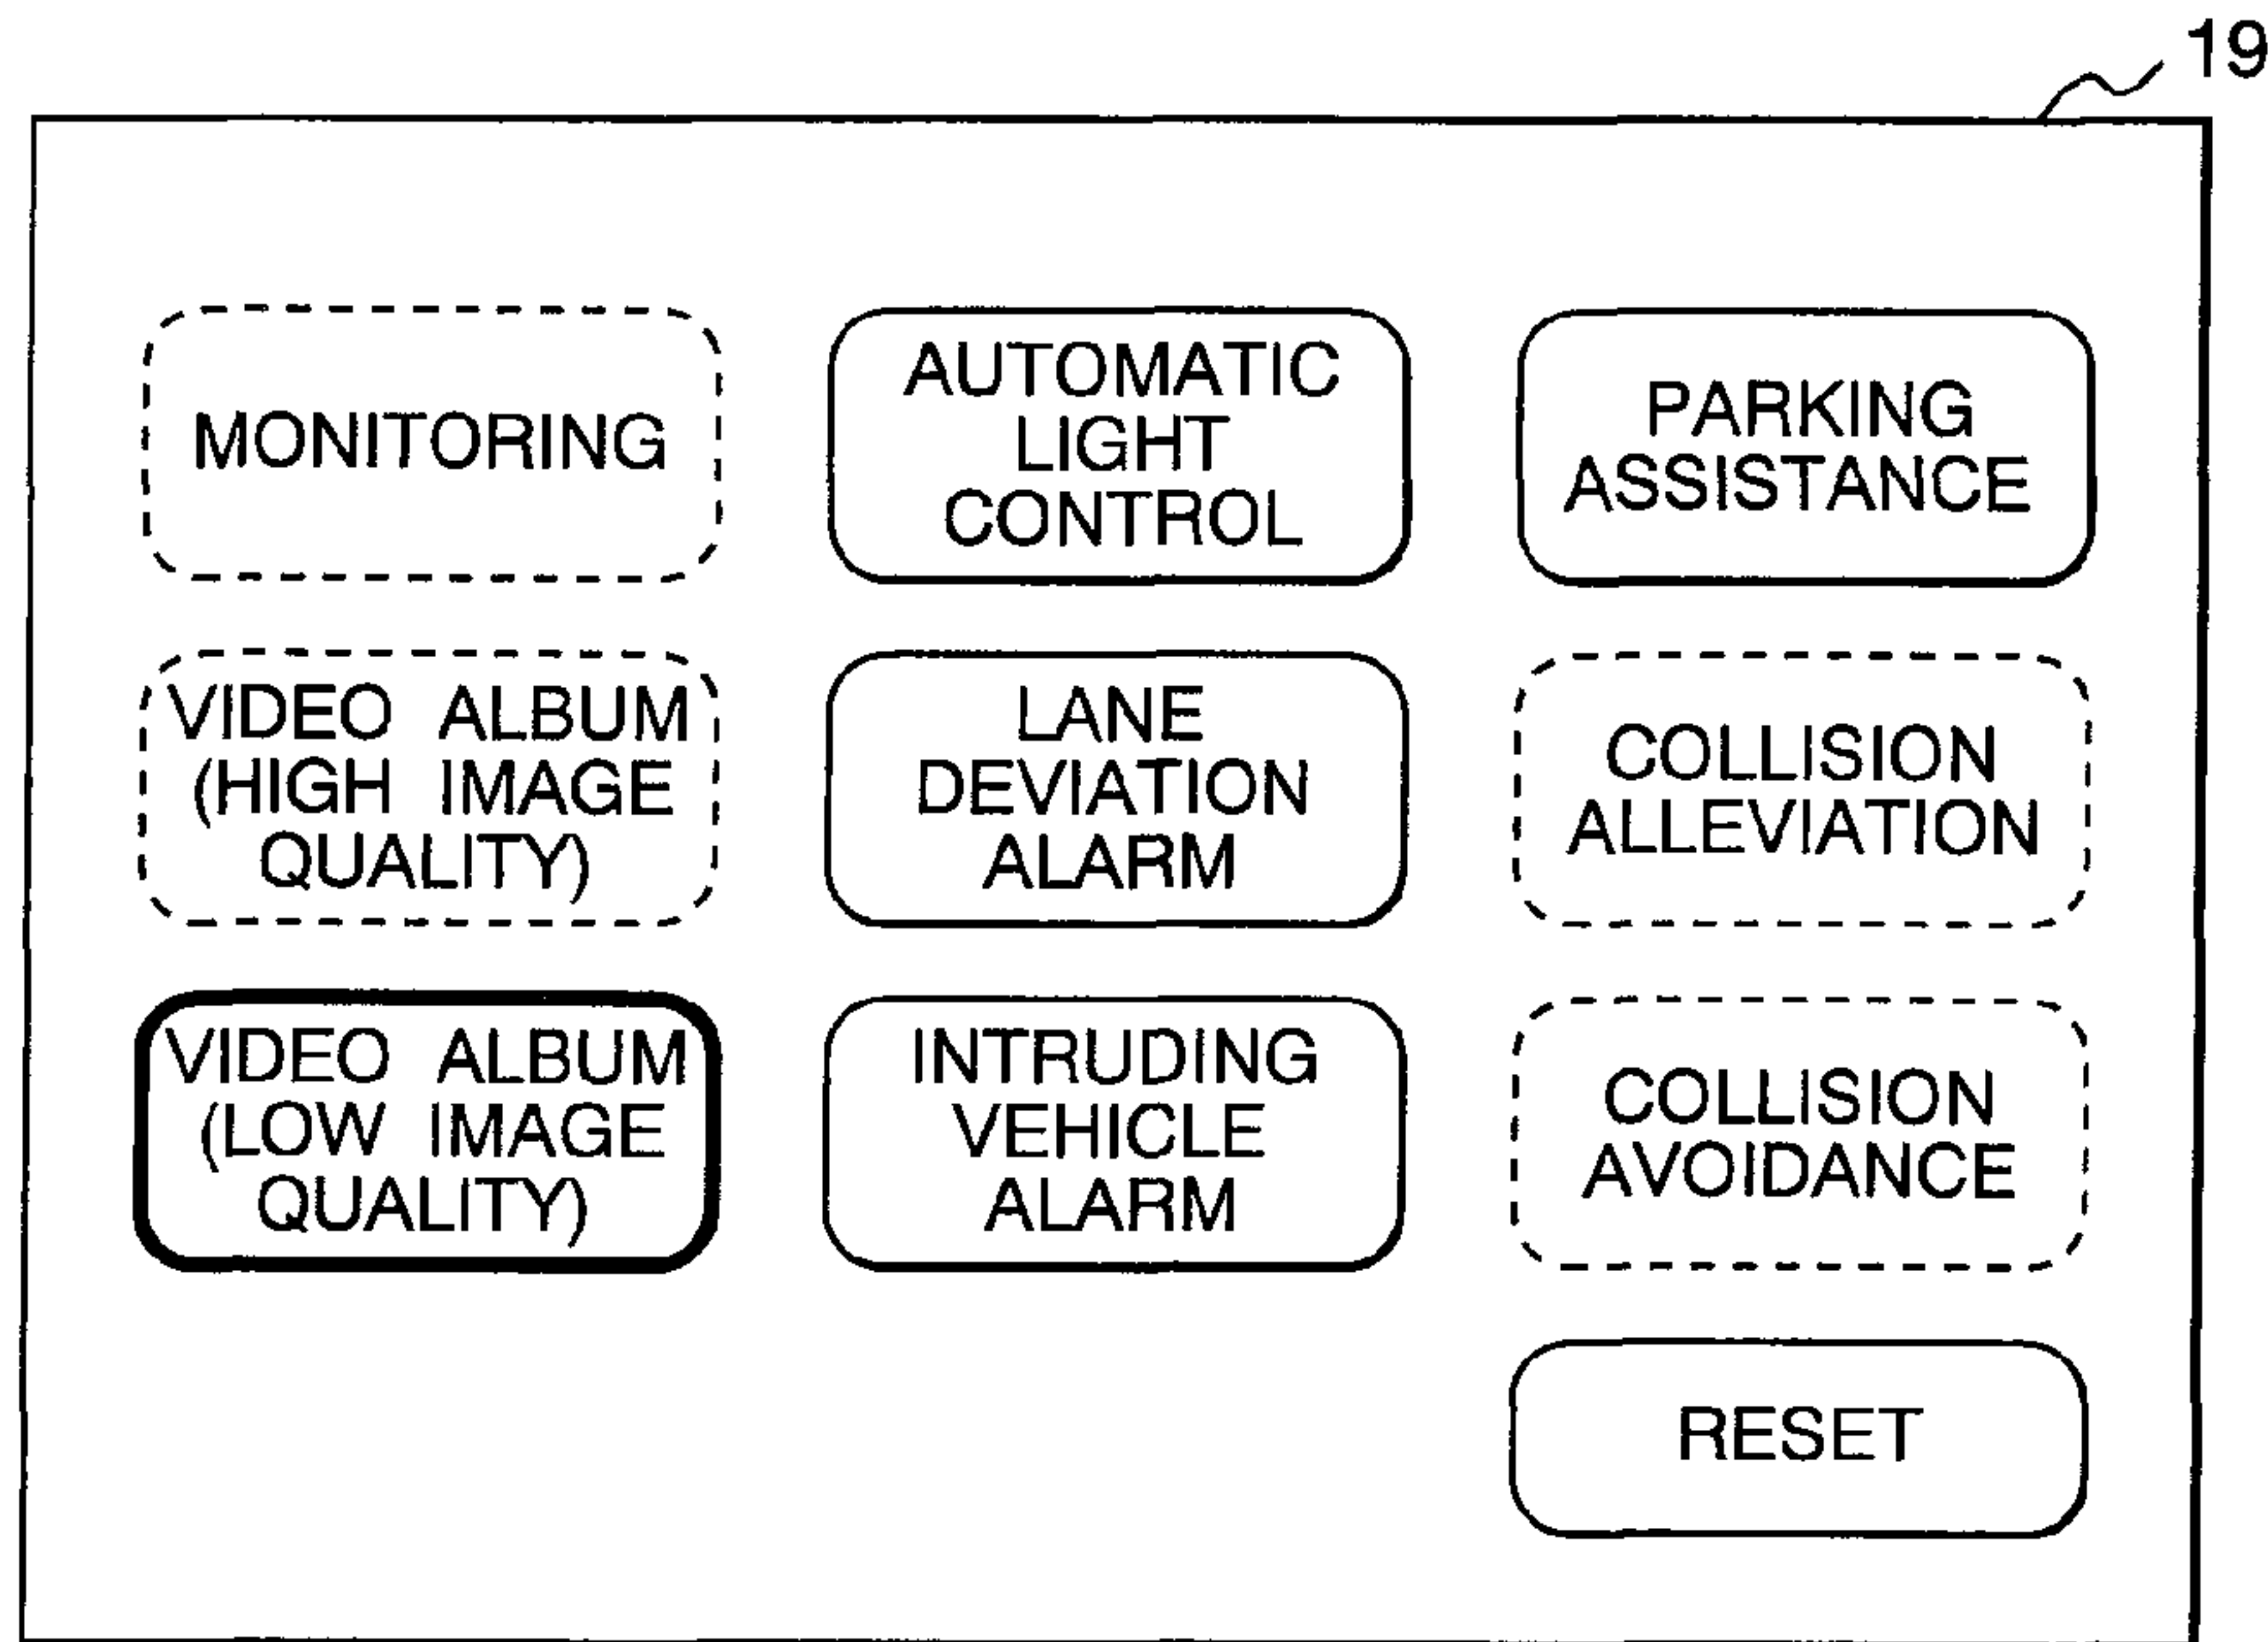 19
MONITORING
AUTOMATIC
LIGHT
CONTROL
PARKING
ASSISTANCE
VIDEO ALBUM
(HIGH IMAGE
QUALITY)
LANE
DEVIATION
ALARM
COLLISION
ALLEVIATION
VIDEO ALBUM
(LOW IMAGE
QUALITY)
INTRUDING
VEHICLE
ALARM
COLLISION
AVOIDANCE
RESET